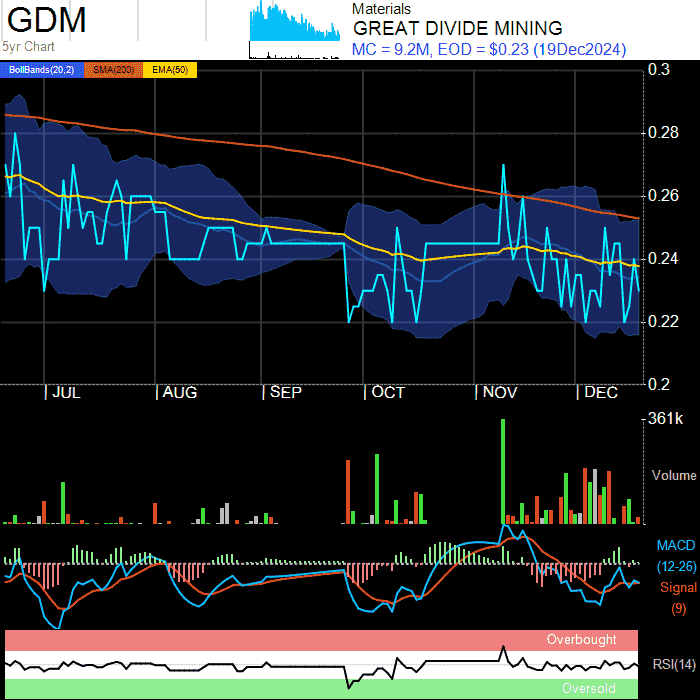 GDM
5yr Chart
Materials
GREAT DIVIDE MINING
MC = 9.2M, EOD = $0.23 (19Dec2024)
BollBands(20,2) SMA(200) EMA(50)
0.3
0.28
0.26
0.24
0.22
0.2
JUL AUG SEP OCT NOV DEC
361k
Volume
MACD
(12-26)
Signal
(9)
Overbought
RSI(14)
Oversold